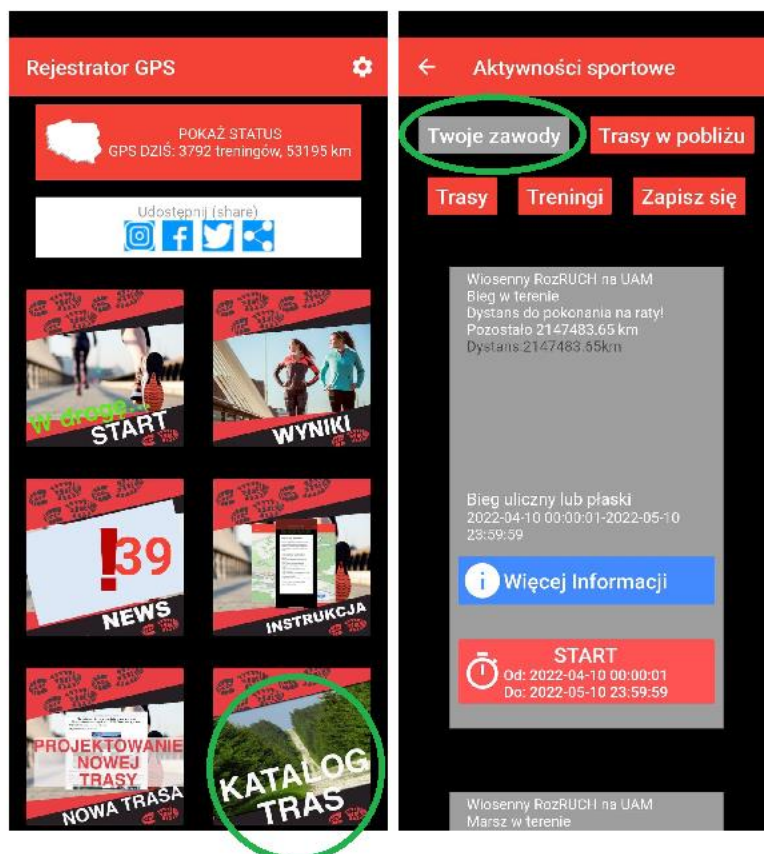 Rejestrator GPS
POKAŻ STATUS
GPS DZIŚ: 3792 treningów, 53195 km
Udostępnij (share)
W drogę...
START
WYNIKI
!39
NEWS
INSTRUKCJA
PROJEKTOWANIE
NOWEJ
TRASY
NOWA TRASA
KATALOG
TRAS
Aktywności sportowe
Twoje zawody
Trasy w pobliżu
Trasy
Treningi
Zapisz się
Wiosenny RozRUCH na UAM
Bieg w terenie
Dystans do pokonania na raty!
Pozostało 2147483.65 km
Dystans:2147483.65km
Bieg uliczny lub płaski
2022-04-10 00:00:01-2022-05-10
23:59:59
i Więcej Informacji
START
Od: 2022-04-10 00:00:01
Do: 2022-05-10 23:59:59
Wiosenny RozRUCH na UAM
Marsz w terenie